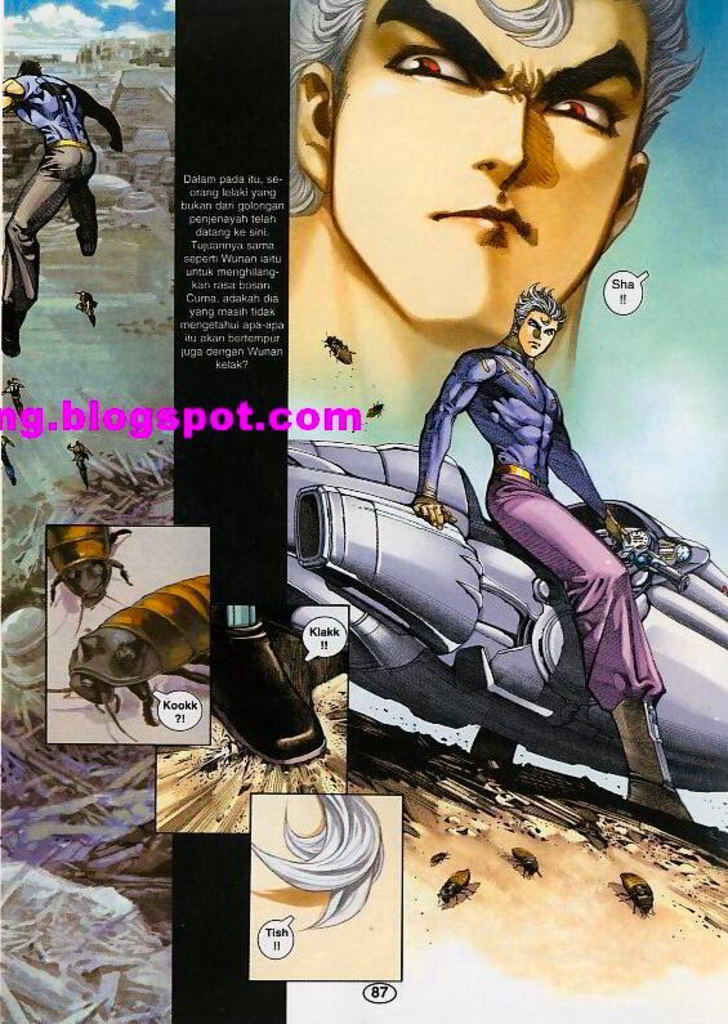 Dalam pada itu, se-
orang lelaki yang
bukan dari golongan
penjenayah telah
datang ke sini.
Tujuannya sama
seperti Wunan iaitu
untuk menghilang-
kan rasa bosan.
Cuma, adakah dia
yang masih tidak
mengetahui apa-apa
itu akan bertempur
juga dengan Wunan
kelak?
Sha
!!
ng.blogspot.com
Kookk
?!
Klakk
!!
Tish
!!
87